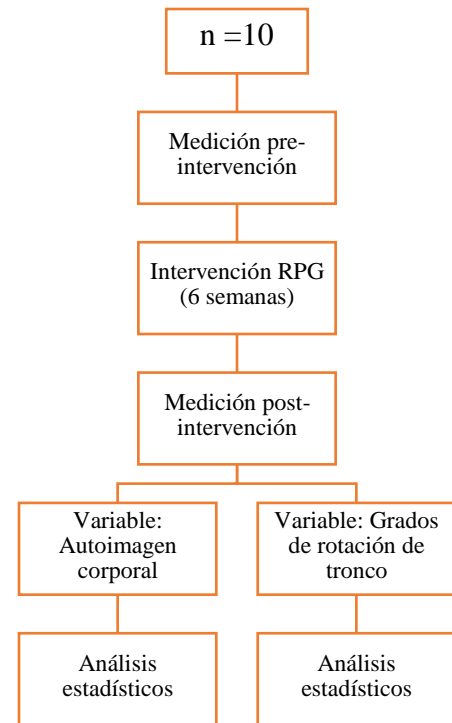 n =10
Medición pre-
intervención
Intervención RPG
(6 semanas)
Medición post-
intervención
Variable:
Autoimagen
corporal
Variable: Grados
de rotación de
tronco
Análisis
estadísticos
Análisis
estadísticos